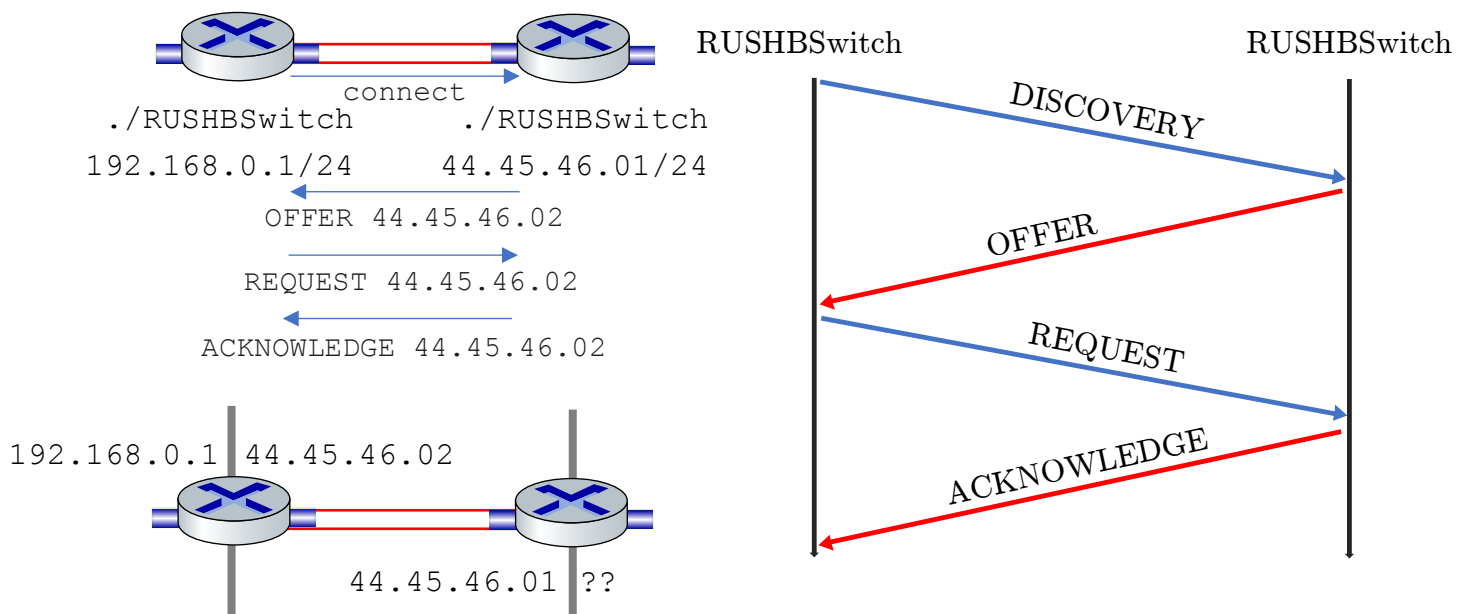 connect
./RUSHBSwitch ./RUSHBSwitch
192.168.0.1/24 44.45.46.01/24
OFFER 44.45.46.02
REQUEST 44.45.46.02
ACKNOWLEDGE 44.45.46.02
192.168.0.1 44.45.46.02
44.45.46.01 ??
RUSHBSwitch RUSHBSwitch
DISCOVERY
OFFER
REQUEST
ACKNOWLEDGE